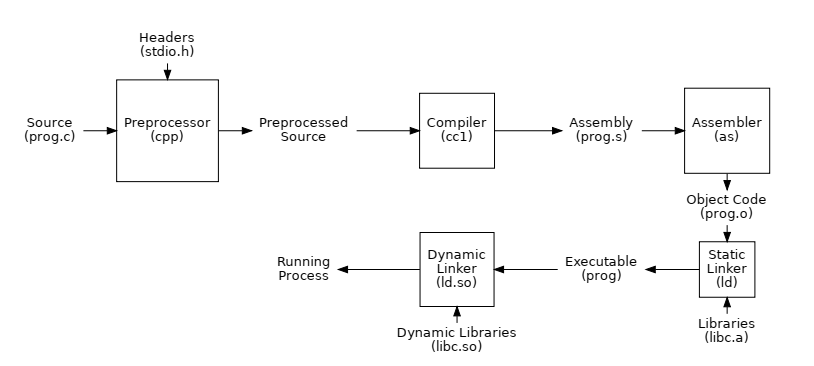 Headers
(stdio.h)
Source
(prog.c)
Preprocessor
(cpp)
Preprocessed
Source
Compiler
(cc1)
Assembly
(prog.s)
Assembler
(as)
Object Code
(prog.o)
Static
Linker
(ld)
Libraries
(libc.a)
Executable
(prog)
Dynamic
Linker
(ld.so)
Dynamic Libraries
(libc.so)
Running
Process